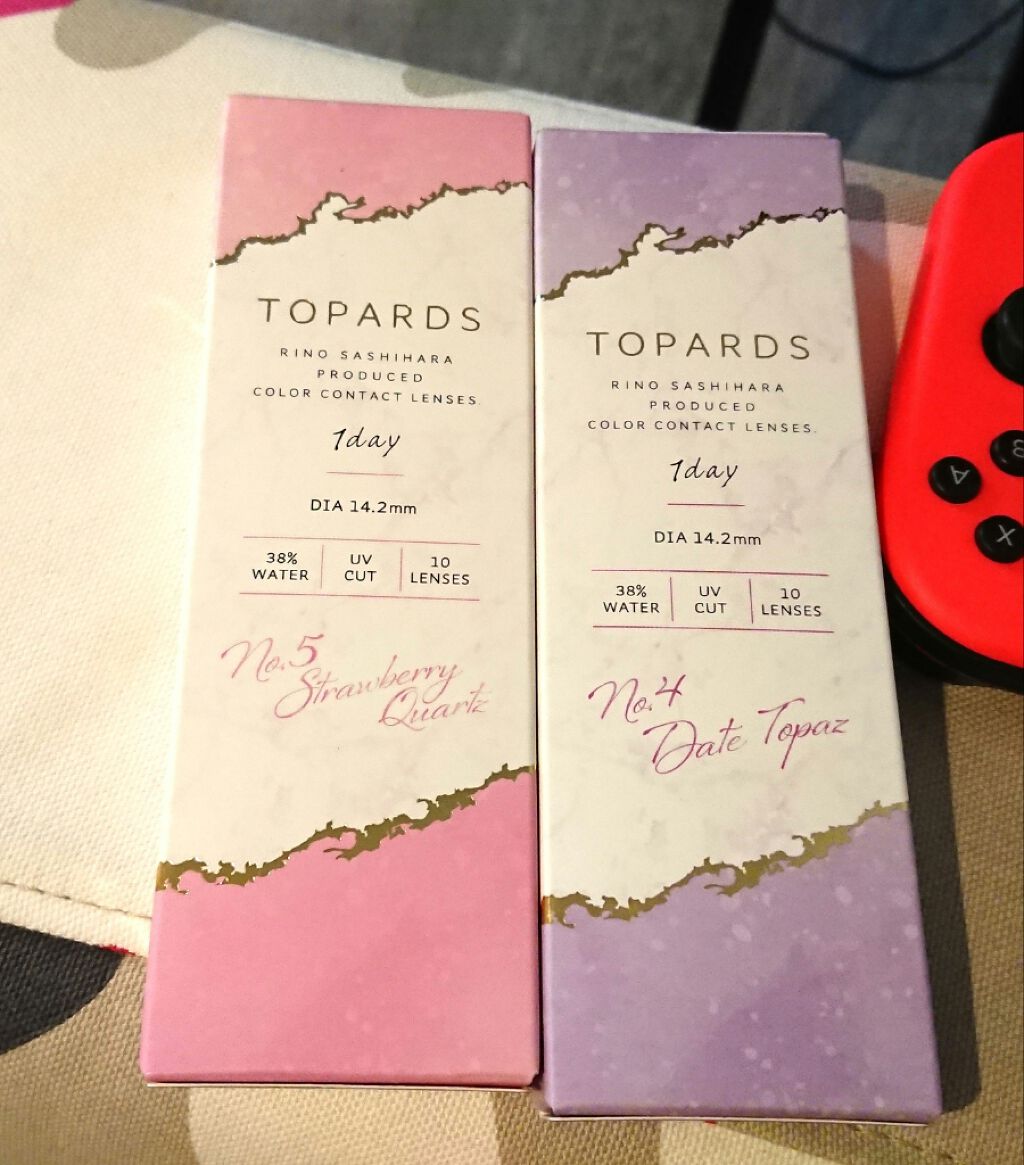 TOPARDS
RINO SASHIHARA
PRODUCED
COLOR CONTACT LENSES.
1day
DIA 14.2mm
38%
WATER
UV
CUT
10
LENSES
No.5
Strawberry
Quartz
TOPARDS
RINO SASHIHARA
PRODUCED
COLOR CONTACT LENSES.
1day
DIA 14.2mm
38%
WATER
UV
CUT
10
LENSES
No.4
Date Topaz
A
B
X